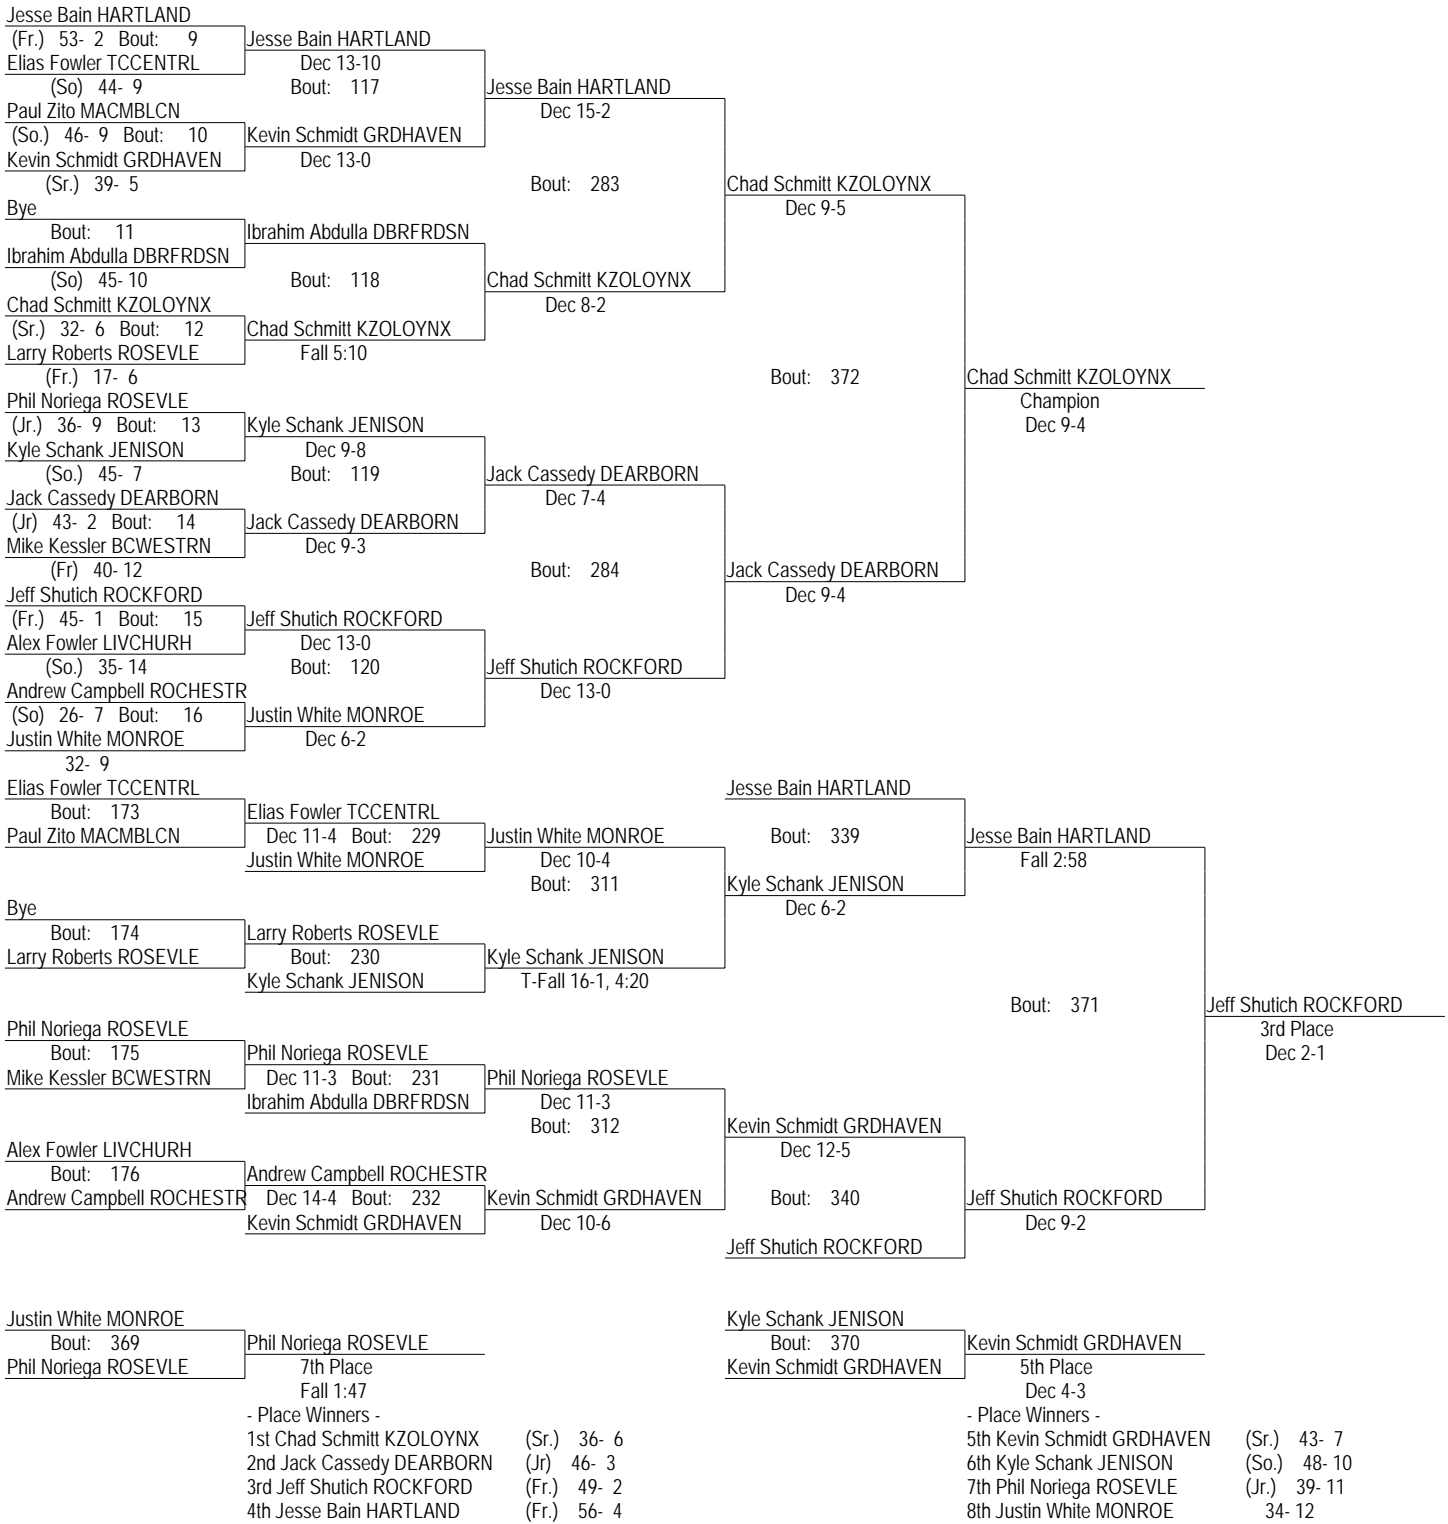 Jesse Bain HARTLAND
(Fr.) 53- 2 Bout: 9 Jesse Bain HARTLAND
Elias Fowler TCCENTRL Dec 13-10
(So) 44- 9 Bout: 117 Jesse Bain HARTLAND
Paul Zito MACMBLCN Dec 15-2
(So.) 46- 9 Bout: 10 Kevin Schmidt GRDHAVEN
Kevin Schmidt GRDHAVEN Dec 13-0
(Sr.) 39- 5 Bout: 283 Chad Schmitt KZOLOYNX
Bye Dec 9-5
Bout: 11 Ibrahim Abdulla DBRFRDSN
Ibrahim Abdulla DBRFRDSN
(So) 45- 10 Bout: 118 Chad Schmitt KZOLOYNX
Chad Schmitt KZOLOYNX Dec 8-2
(Sr.) 32- 6 Bout: 12 Chad Schmitt KZOLOYNX
Larry Roberts ROSEVLE Fall 5:10
(Fr.) 17- 6 Bout: 372 Chad Schmitt KZOLOYNX
Phil Noriega ROSEVLE Champion
(Jr.) 36- 9 Bout: 13 Kyle Schank JENISON Dec 9-4
Kyle Schank JENISON Dec 9-8
(So.) 45- 7 Bout: 119 Jack Cassedy DEARBORN
Jack Cassedy DEARBORN Dec 7-4
(Jr) 43- 2 Bout: 14 Jack Cassedy DEARBORN
Mike Kessler BCWESTRN Dec 9-3
(Fr) 40- 12 Bout: 284 Jack Cassedy DEARBORN
Jeff Shutich ROCKFORD Dec 9-4
(Fr.) 45- 1 Bout: 15 Jeff Shutich ROCKFORD
Alex Fowler LIVCHURH Dec 13-0
(So.) 35- 14 Bout: 120 Jeff Shutich ROCKFORD
Andrew Campbell ROCHESTR Dec 13-0
(So) 26- 7 Bout: 16 Justin White MONROE
Justin White MONROE Dec 6-2
32- 9
Elias Fowler TCCENTRL Jesse Bain HARTLAND
Bout: 173 Elias Fowler TCCENTRL
Paul Zito MACMBLCN Dec 11-4 Bout: 229 Justin White MONROE Bout: 339 Jesse Bain HARTLAND
Justin White MONROE Dec 10-4 Fall 2:58
Bout: 311 Kyle Schank JENISON
Bye Dec 6-2
Bout: 174 Larry Roberts ROSEVLE
Larry Roberts ROSEVLE Bout: 230 Kyle Schank JENISON
Kyle Schank JENISON T-Fall 16-1, 4:20
Bout: 371 Jeff Shutich ROCKFORD
Phil Noriega ROSEVLE 3rd Place
Bout: 175 Phil Noriega ROSEVLE Dec 2-1
Mike Kessler BCWESTRN Dec 11-3 Bout: 231 Phil Noriega ROSEVLE
Ibrahim Abdulla DBRFRDSN Dec 11-3
Bout: 312 Kevin Schmidt GRDHAVEN
Alex Fowler LIVCHURH Dec 12-5
Bout: 176 Andrew Campbell ROCHESTR
Andrew Campbell ROCHESTR Dec 14-4 Bout: 232 Kevin Schmidt GRDHAVEN Bout: 340 Jeff Shutich ROCKFORD
Kevin Schmidt GRDHAVEN Dec 10-6 Dec 9-2
Jeff Shutich ROCKFORD
Justin White MONROE Kyle Schank JENISON
Bout: 369 Phil Noriega ROSEVLE Bout: 370 Kevin Schmidt GRDHAVEN
Phil Noriega ROSEVLE 7th Place Kevin Schmidt GRDHAVEN 5th Place
Fall 1:47 Dec 4-3
- Place Winners - - Place Winners -
1st Chad Schmitt KZOLOYNX (Sr.) 36- 6 5th Kevin Schmidt GRDHAVEN (Sr.) 43- 7
2nd Jack Cassedy DEARBORN (Jr) 46- 3 6th Kyle Schank JENISON (So.) 48- 10
3rd Jeff Shutich ROCKFORD (Fr.) 49- 2 7th Phil Noriega ROSEVLE (Jr.) 39- 11
4th Jesse Bain HARTLAND (Fr.) 56- 4 8th Justin White MONROE 34- 12